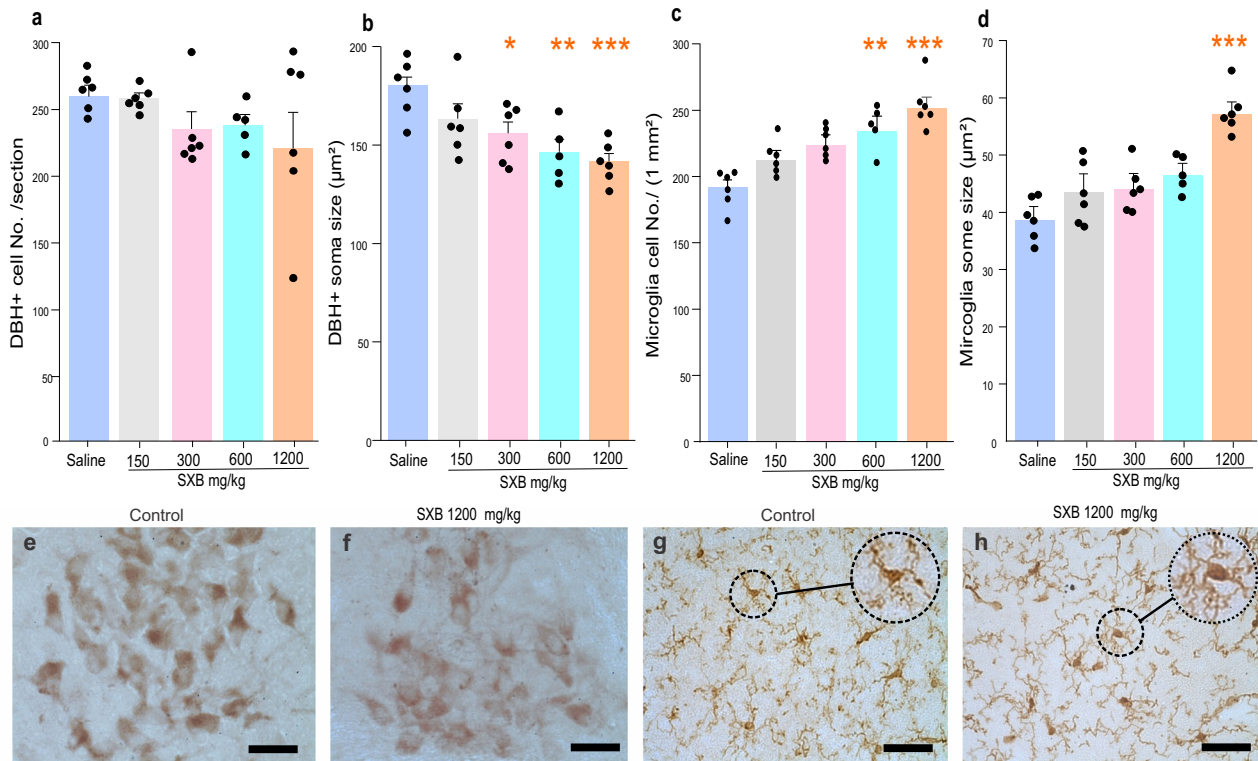 a
DBH+ cell No. /section
300
250
200
250
100
50
0
Saline
150
300
600
1200
SXB mg/kg
b
*
**
***
DBH+ soma size (µm²)
200
150
100
50
0
Saline
150
300
600
1200
SXB mg/kg
c
**
***
Microglia cell No./ (1 mm²)
300
250
200
150
100
50
0
Saline
150
300
600
1200
SXB mg/kg
d
***
Mircoglia some size (µm²)
70
60
50
40
30
20
10
0
Saline
150
300
600
1200
SXB mg/kg
Control
e
SXB 1200 mg/kg
f
Control
g
SXB 1200 mg/kg
h